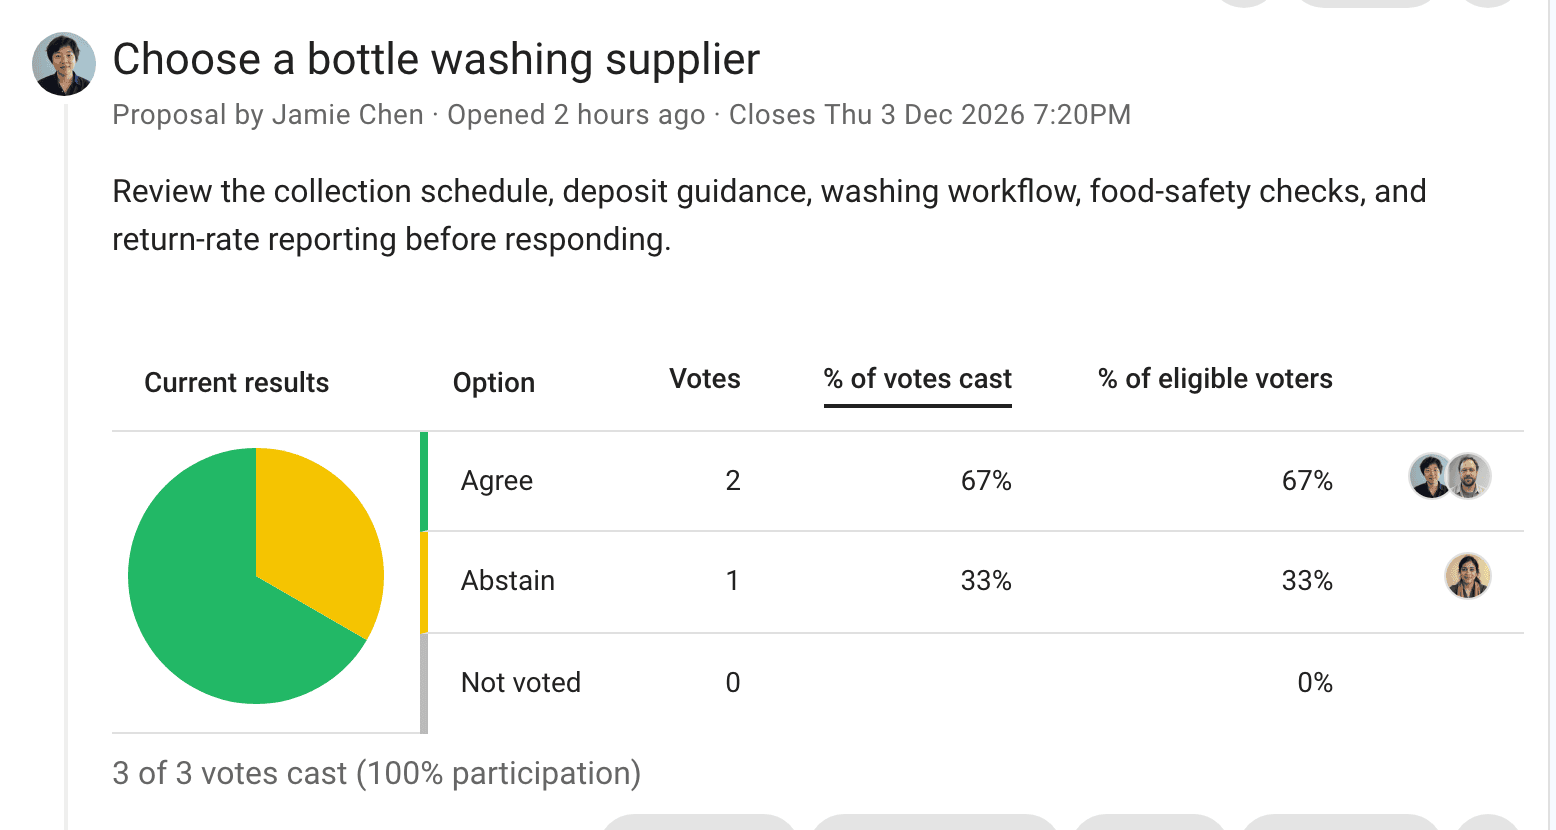 Choose a bottle washing supplier
Proposal by Jamie Chen · Opened 2 hours ago · Closes Thu 3 Dec 2026 7:20PM
Review the collection schedule, deposit guidance, washing workflow, food-safety checks, and
return-rate reporting before responding.
Current results Option Votes % of votes cast % of eligible voters
Agree 2 67% 67%
Abstain 1 33% 33%
Not voted 0 0%
3 of 3 votes cast (100% participation)